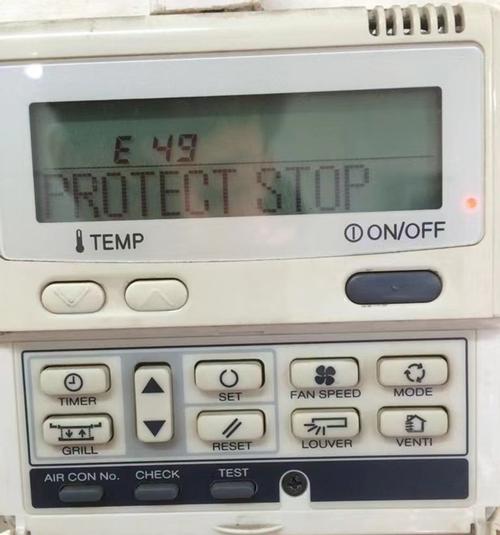 E 49
PROTECT STOP
TEMP
ON/OFF
TIMER
SET
FAN SPEED
MODE
GRILL
RESET
LOUVER
VENTI
AIR CON No.
CHECK
TEST